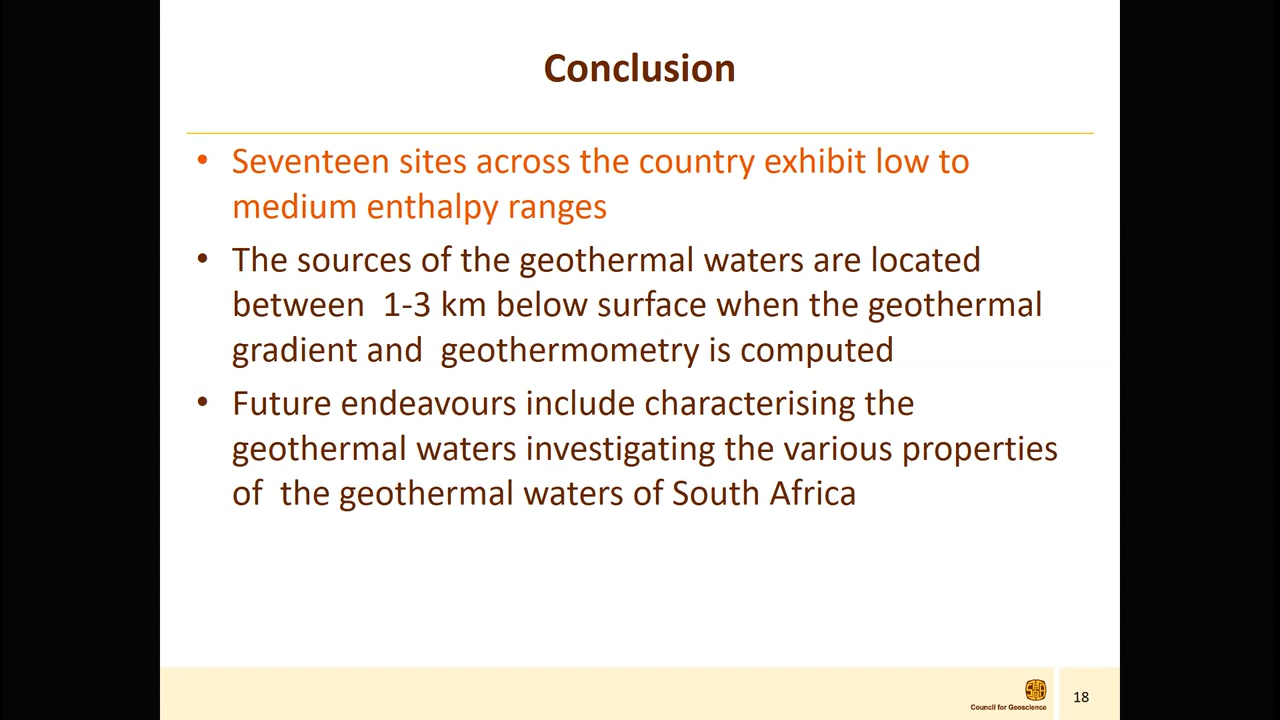 Conclusion
• Seventeen sites across the country exhibit low to
medium enthalpy ranges
• The sources of the geothermal waters are located
between 1-3 km below surface when the geothermal
gradient and geothermometry is computed
• Future endeavours include characterising the
geothermal waters investigating the various properties
of the geothermal waters of South Africa
Council for Geoscience
18